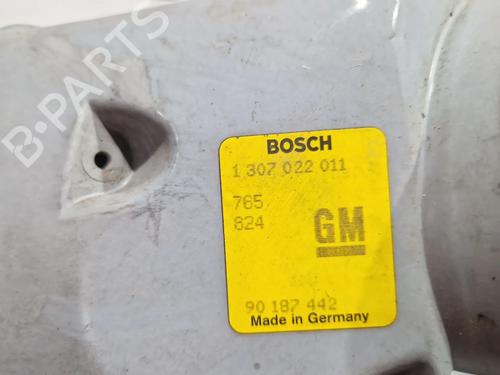 B-PARTS
BOSCH
1 307 022 011
765
824
GM
90 187 442
Made in Germany